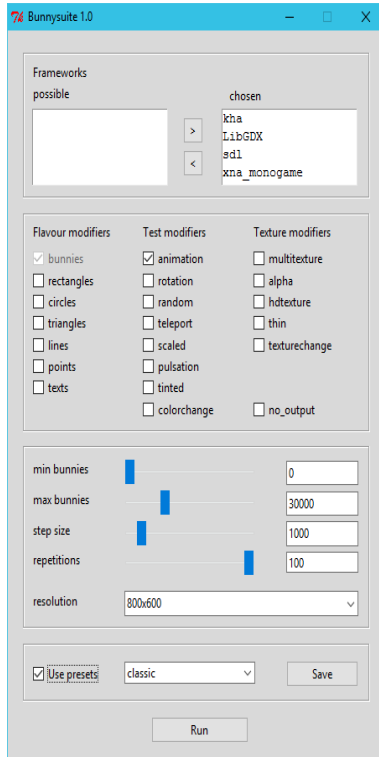 Bunnysuite 1.0
Frameworks
possible
chosen
>
<
kha
LibGDX
sdl
xna_monogame
Flavour modifiers Test modifiers Texture modifiers
bunnies animation multitexture
rectangles rotation alpha
circles random hdtexture
triangles teleport thin
lines scaled texturechange
points pulsation
texts tinted
colorchange no_output
min bunnies 0
max bunnies 30000
step size 1000
repetitions 100
resolution 800x600
Use presets classic Save
Run